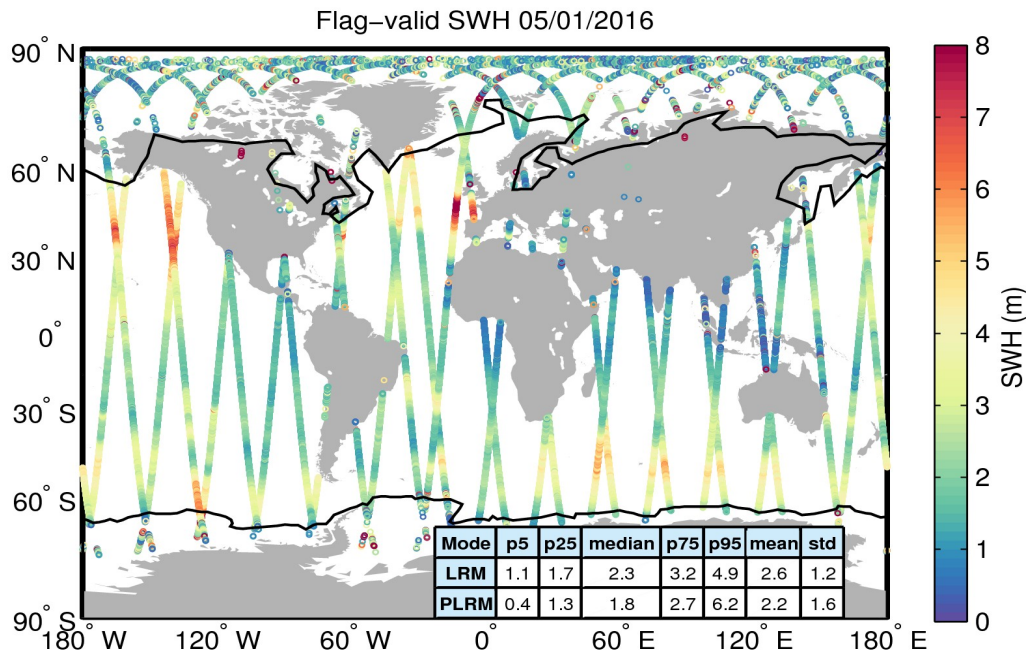 Flag−valid SWH 05/01/2016
90° N
60° N
30° N
0°
30° S
60° S
90° S
180° W
120° W
60° W
0°
60° E
120° E
180° E
Mode p5 p25 median p75 p95 mean std
LRM 1.1 1.7 2.3 3.2 4.9 2.6 1.2
PLRM 0.4 1.3 1.8 2.7 6.2 2.2 1.6
8
7
6
5
4
3
2
1
0
SWH (m)